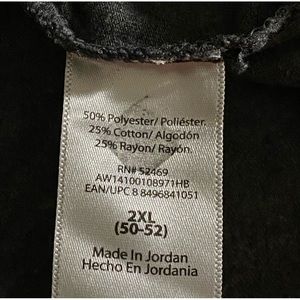 50% Polyester/ Poliéster.
25% Cotton/ Algodón
25% Rayon/ Rayón.
RN# 52469
AW14100108971HB
EAN/UPC 8 8496841051
2XL
(50-52)
Made In Jordan
Hecho En Jordania